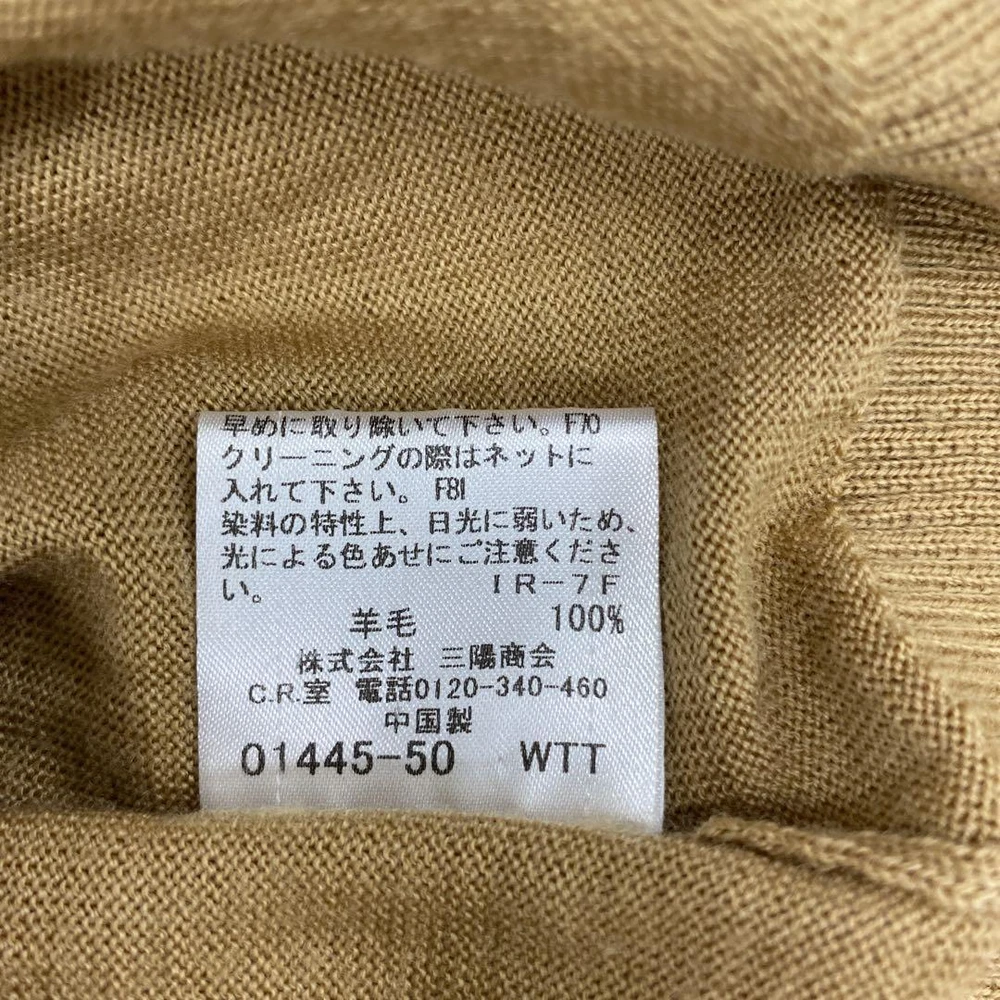 早めに取り除いて下さい。F70
クリーニングの際はネットに
入れて下さい。F81
染料の特性上、日光に弱いため、
光による色あせにご注意くださ
い。 IR-7F
羊毛 100%
株式会社 三陽商会
C.R.室 電話0120-340-460
中国製
01445-50 WTT